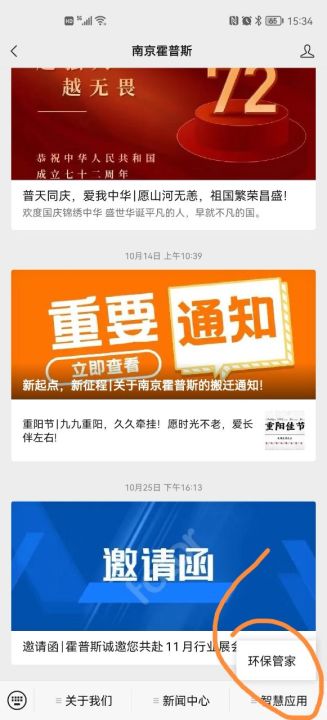 15:34
南京霍普斯
越无畏
72
恭祝中华人民共和国
成立七十二周年
普天同庆，爱我中华|愿山河无恙，祖国繁荣昌盛！
欢度国庆锦绣中华 盛世华诞平凡的人，早就不凡的国。
10月14日 上午10:39
重要通知
立即查看
新起点，新征程|关于南京霍普斯的搬迁通知！
重阳节|九九重阳，久久牵挂！愿时光不老，爱长
伴左右！
重阳佳节
10月25日 下午16:13
邀请函
邀请函|霍普斯诚邀您共赴11月行业展会
环保管家
关于我们
新闻中心
智慧应用